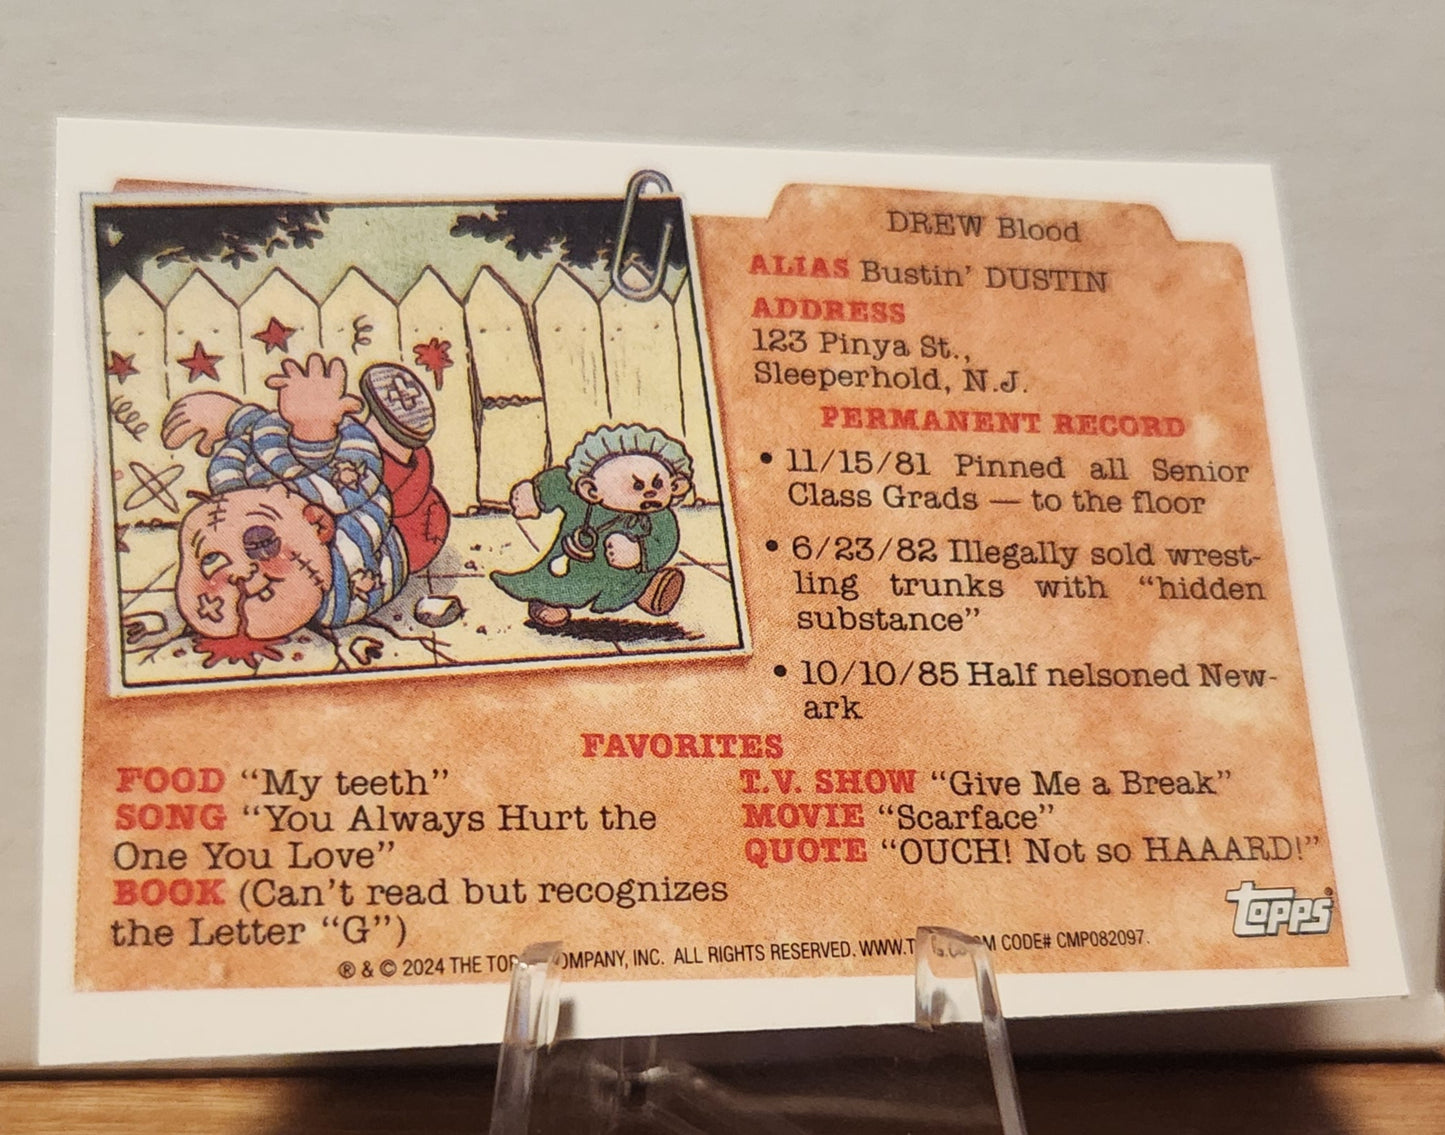 DREW Blood
ALIAS Bustin' DUSTIN
ADDRESS
123 Pinya St.,
Sleeperhold, N.J.
PERMANENT RECORD
• 11/15/81 Pinned all Senior
Class Grads — to the floor
• 6/23/82 Illegally sold wrest-
ling trunks with "hidden
substance"
• 10/10/85 Half nelsoned New-
ark
FAVORITES
FOOD "My teeth"
SONG "You Always Hurt the
One You Love"
BOOK (Can't read but recognizes
the Letter "G")
T.V. SHOW "Give Me a Break"
MOVIE "Scarface"
QUOTE "OUCH! Not so HAAARD!"
topps®
® & © 2024 THE COMPANY, INC. ALL RIGHTS RESERVED. CODE# CMP082097.